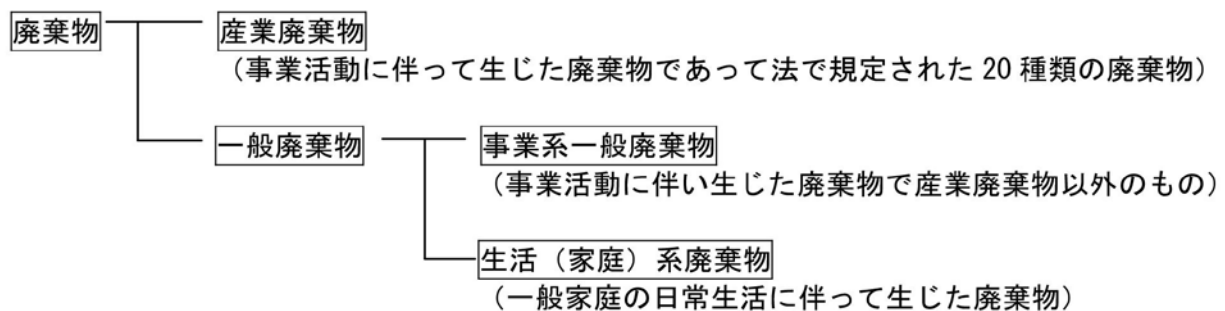 廃棄物 産業廃棄物
（事業活動に伴って生じた廃棄物であって法で規定された 20 種類の廃棄物）
一般廃棄物 事業系一般廃棄物
（事業活動に伴い生じた廃棄物で産業廃棄物以外のもの）
生活（家庭）系廃棄物
（一般家庭の日常生活に伴って生じた廃棄物）